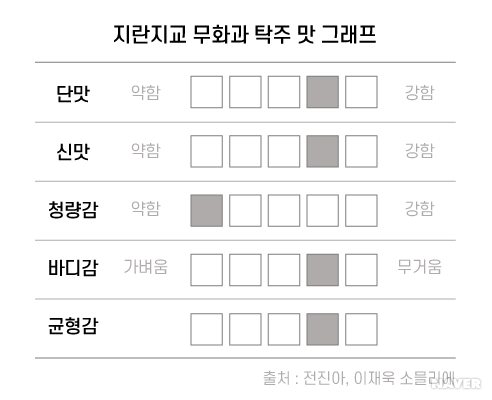 지란지교 무화과 탁주 맛 그래프
단맛 약함 강함
신맛 약함 강함
청량감 약함 강함
바디감 가벼움 무거움
균형감
출처 : 전진아, 이재욱 소믈리에
NAVER